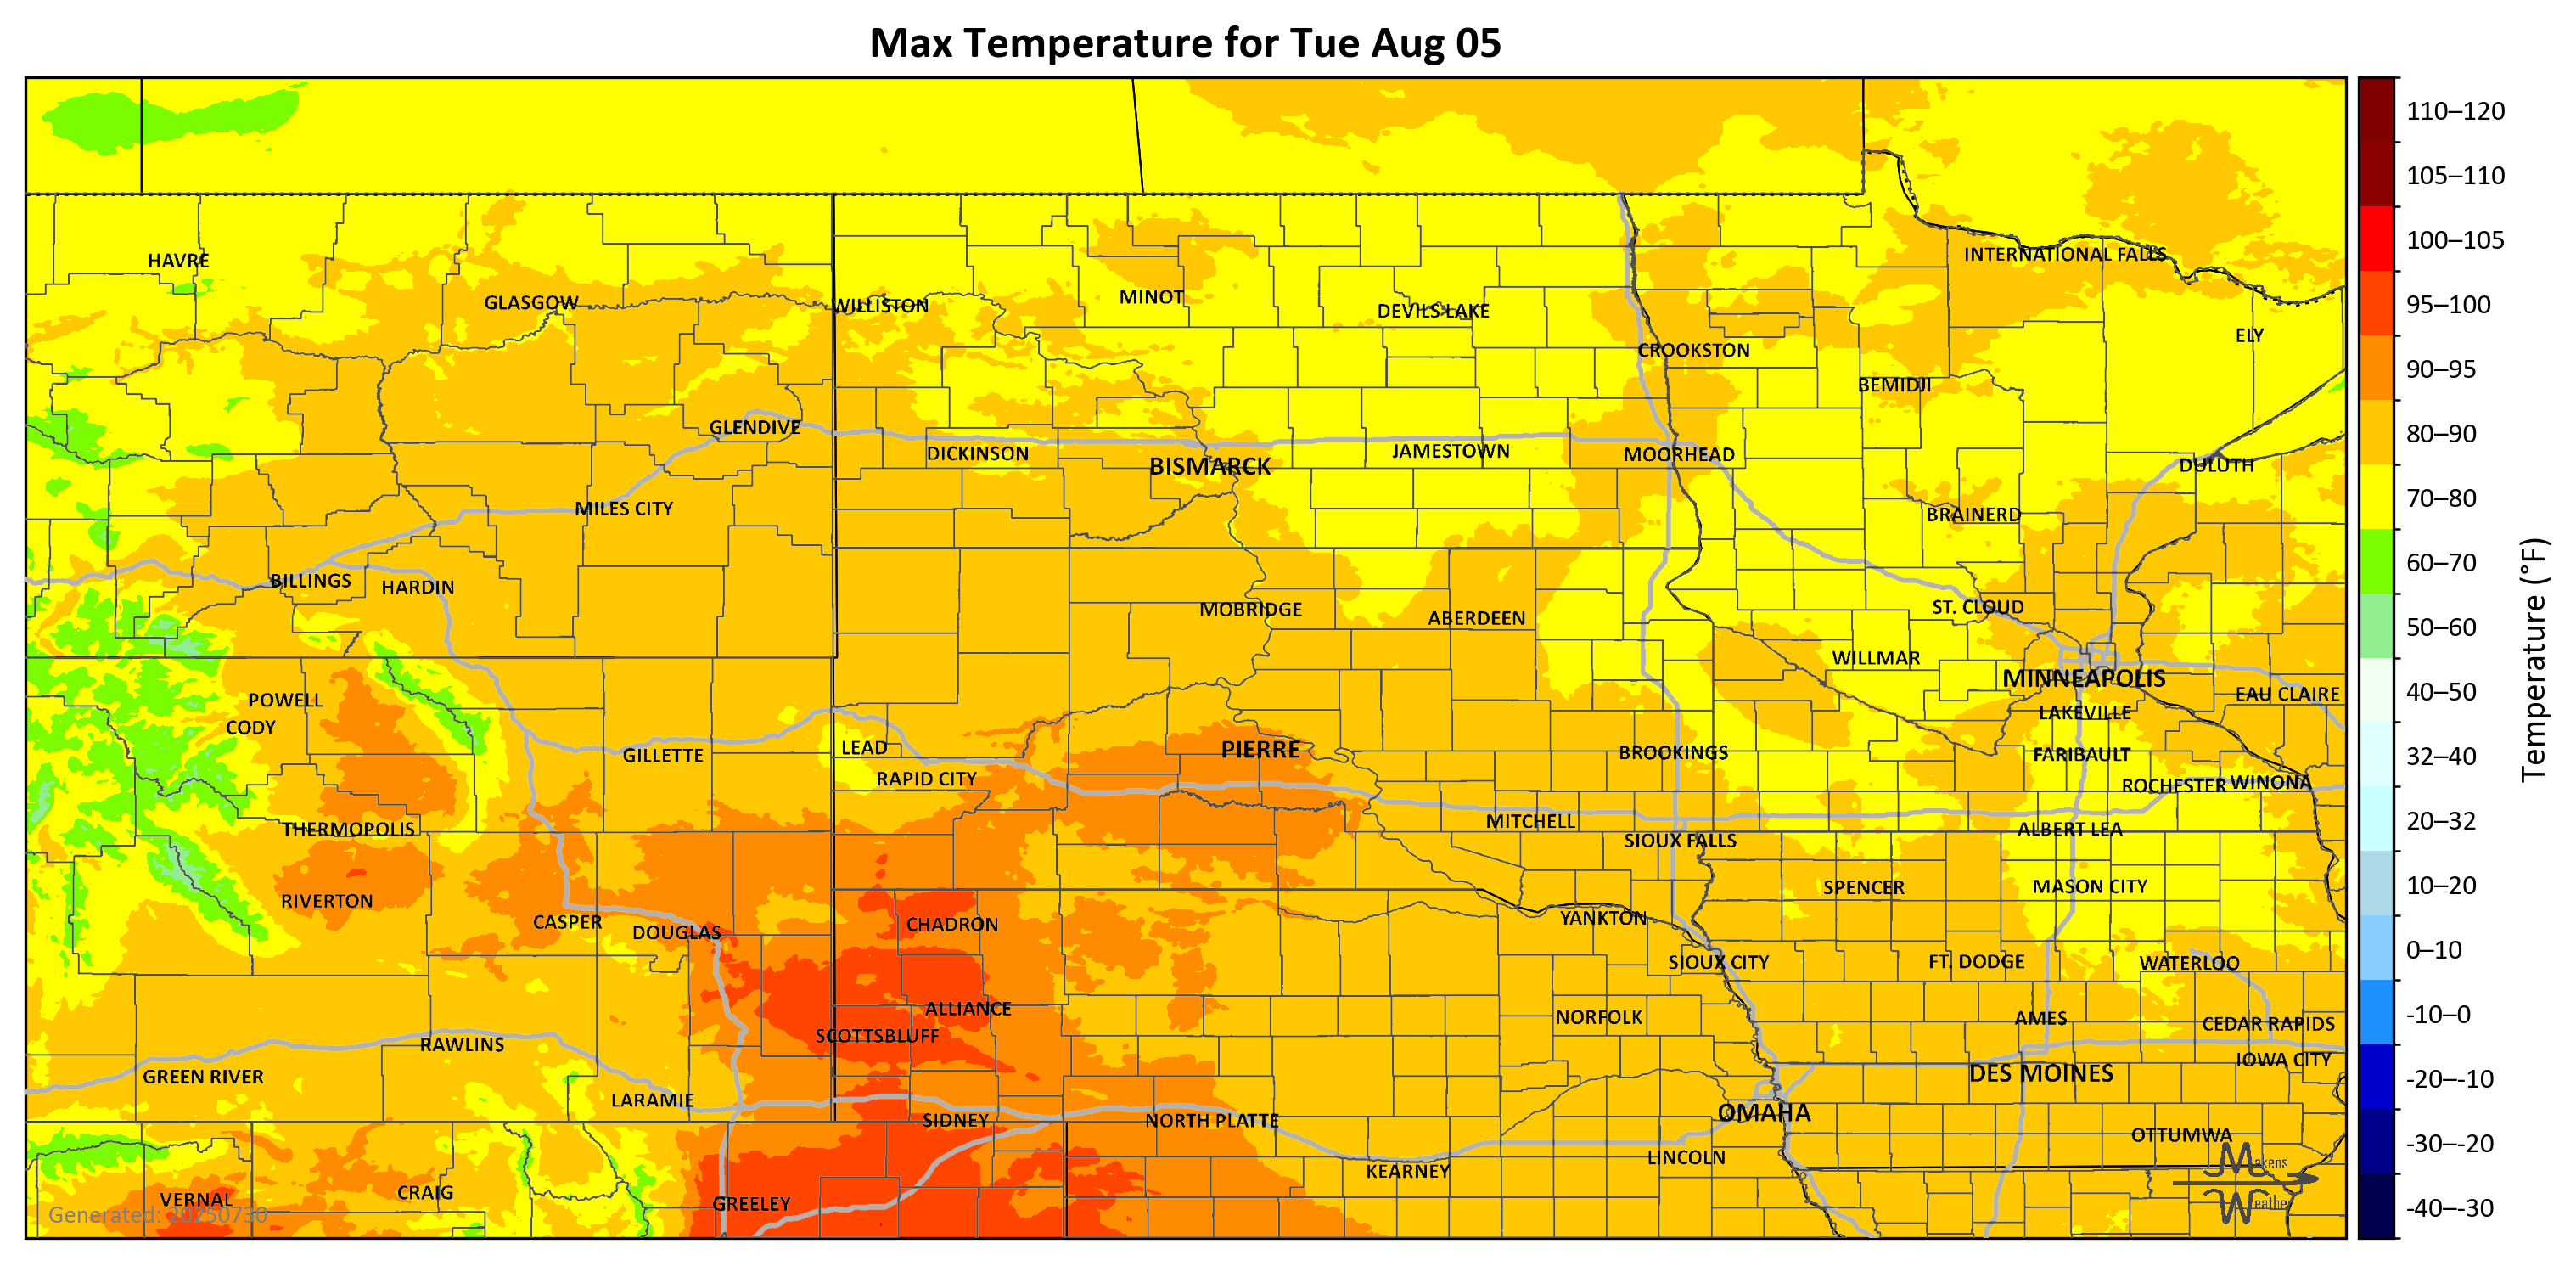 Max Temperature for Tue Aug 05
110–120
105–110
100–105
95–100
90–95
80–90
70–80
60–70
50–60
40–50
32–40
20–32
10–20
0–10
-10–0
-20–-10
-30–-20
-40–-30
Temperature (°F)
HAVRE
GLASGOW
WILLISTON
MINOT
DEVILS LAKE
CROOKSTON
INTERNATIONAL FALLS
ELY
BEMIDJI
GLENDIVE
DICKINSON
BISMARCK
JAMESTOWN
MOORHEAD
DULUTH
MILES CITY
BRAINERD
BILLINGS
HARDIN
MOBRIDGE
ABERDEEN
ST. CLOUD
WILLMAR
MINNEAPOLIS
EAU CLAIRE
POWELL
CODY
LAKEVILLE
GILLETTE
LEAD
RAPID CITY
PIERRE
BROOKINGS
FARIBAULT
ROCHESTER
WINONA
THERMOPOLIS
MITCHELL
SIOUX FALLS
ALBERT LEA
RIVERTON
SPENCER
MASON CITY
CASPER
DOUGLAS
CHADRON
YANKTON
SIOUX CITY
FT. DODGE
WATERLOO
ALLIANCE
SCOTTSBLUFF
NORFOLK
AMES
CEDAR RAPIDS
RAWLINS
IOWA CITY
GREEN RIVER
DES MOINES
LARAMIE
SIDNEY
NORTH PLATTE
OMAHA
OTTUMWA
KEARNEY
LINCOLN
VERNAL
CRAIG
GREELEY
Generated: 20250730
Makens
Weather